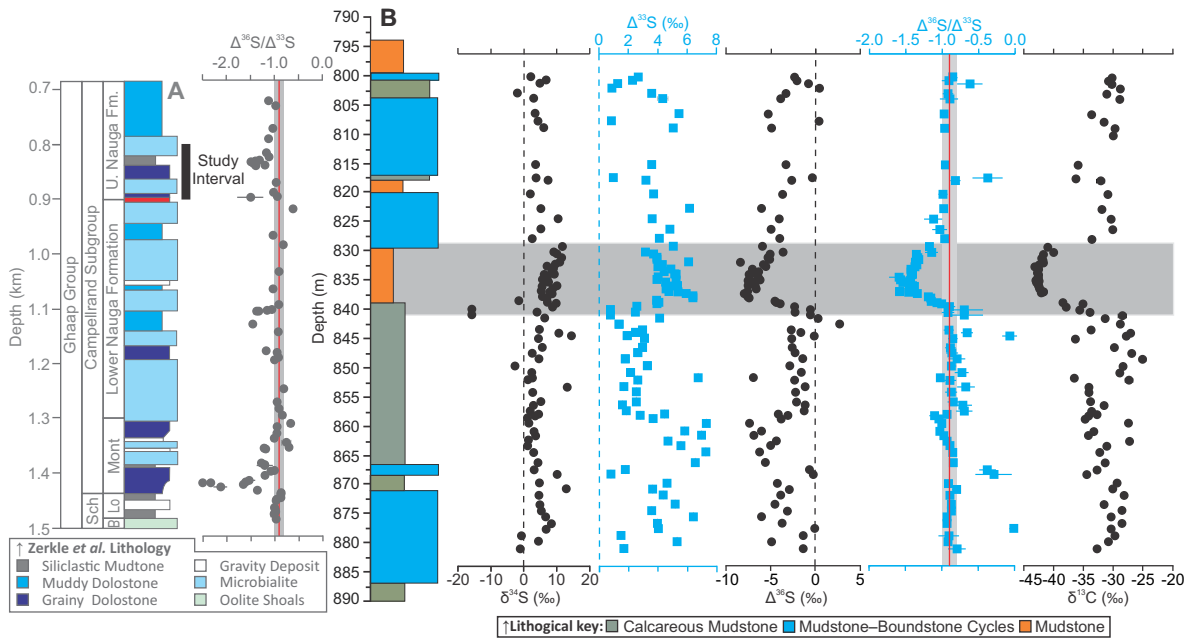 A
Δ36S/Δ33S
-2.0 -1.0 0.0
Depth (km)
0.7
0.8
0.9
1.0
1.1
1.2
1.3
1.4
1.5
Ghaap Group
Campellrand Subgroup
Sch
U. Nauga Fm.
Lower Nauga Formation
Mont
Lo
B
Study
Interval
↑ Zerkle et al. Lithology
Siliclastic Mudtone
Muddy Dolostone
Grainy Dolostone
Gravity Deposit
Microbialite
Oolite Shoals
B
Depth (m)
790
795
800
805
810
815
820
825
830
835
840
845
850
855
860
865
870
875
880
885
890
-20 -10 0 10 20
δ34S (‰)
Δ33S (‰)
0 2 4 6 8
-10 -5 0 5
Δ36S (‰)
Δ36S/Δ33S
-2.0 -1.5 -1.0 -0.5 0.0
-45 -40 -35 -30 -25 -20
δ13C (‰)
↑Lithogical key: Calcareous Mudstone Mudstone–Boundstone Cycles Mudstone